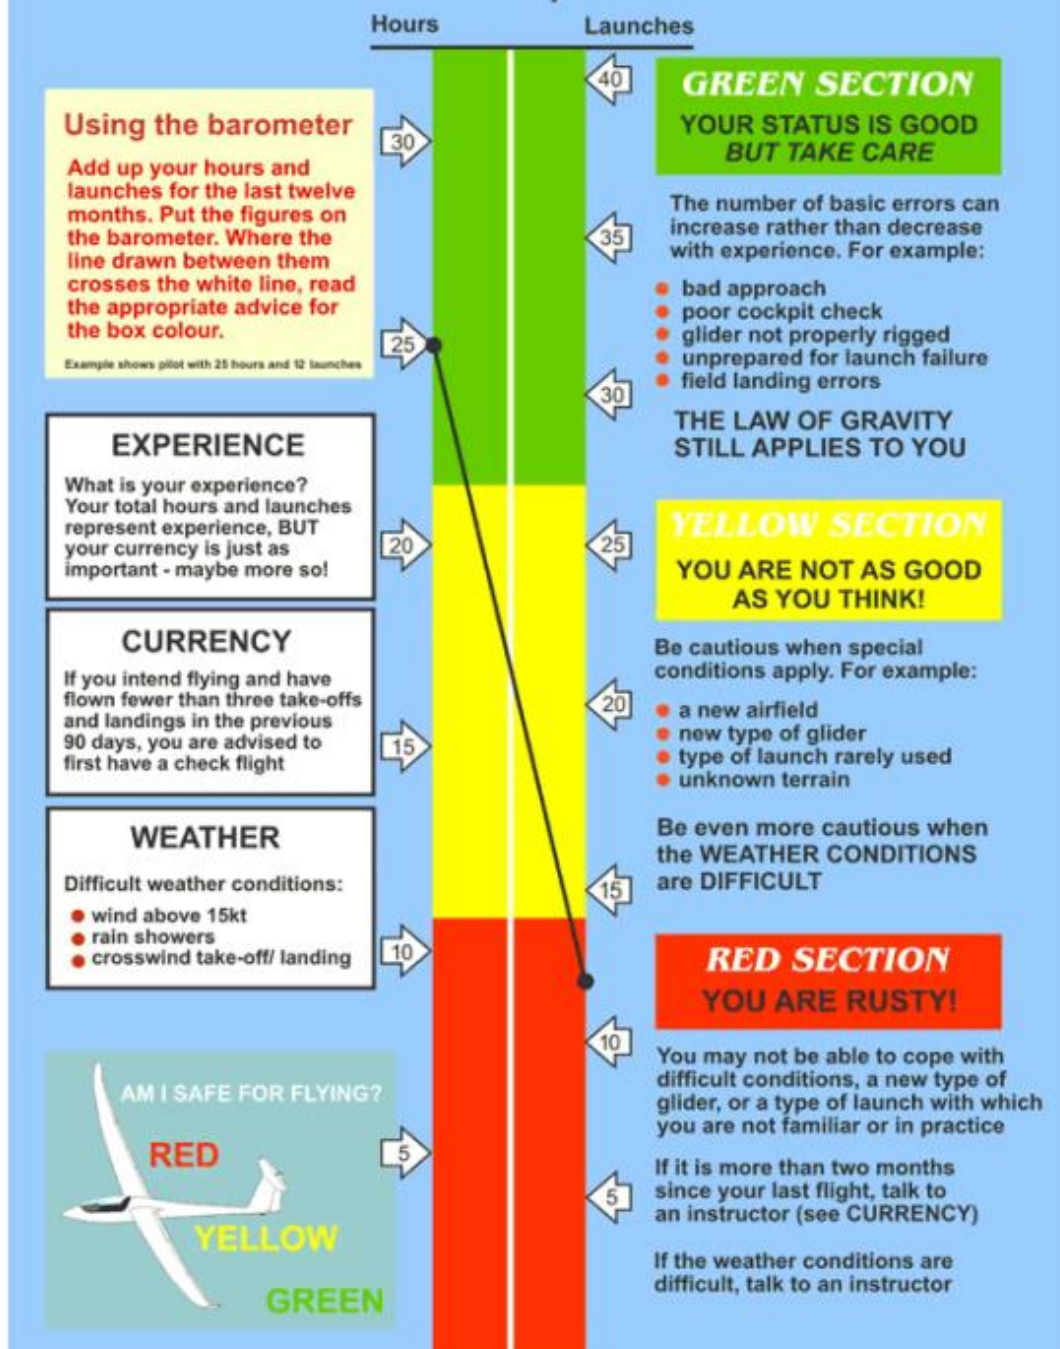 Hours
Launches
Using the barometer
Add up your hours and
launches for the last twelve
months. Put the figures on
the barometer. Where the
line drawn between them
crosses the white line, read
the appropriate advice for
the box colour.
Example shows pilot with 25 hours and 12 launches
EXPERIENCE
What is your experience?
Your total hours and launches
represent experience, BUT
your currency is just as
important - maybe more so!
CURRENCY
If you intend flying and have
flown fewer than three take-offs
and landings in the previous
90 days, you are advised to
first have a check flight
WEATHER
Difficult weather conditions:
wind above 15kt
rain showers
crosswind take-off/ landing
AM I SAFE FOR FLYING?
RED
YELLOW
GREEN
30
25
20
15
10
5
40
35
30
25
20
15
10
5
GREEN SECTION
YOUR STATUS IS GOOD
BUT TAKE CARE
The number of basic errors can
increase rather than decrease
with experience. For example:
bad approach
poor cockpit check
glider not properly rigged
unprepared for launch failure
field landing errors
THE LAW OF GRAVITY
STILL APPLIES TO YOU
YELLOW SECTION
YOU ARE NOT AS GOOD
AS YOU THINK!
Be cautious when special
conditions apply. For example:
a new airfield
new type of glider
type of launch rarely used
unknown terrain
Be even more cautious when
the WEATHER CONDITIONS
are DIFFICULT
RED SECTION
YOU ARE RUSTY!
You may not be able to cope with
difficult conditions, a new type of
glider, or a type of launch with which
you are not familiar or in practice
If it is more than two months
since your last flight, talk to
an instructor (see CURRENCY)
If the weather conditions are
difficult, talk to an instructor